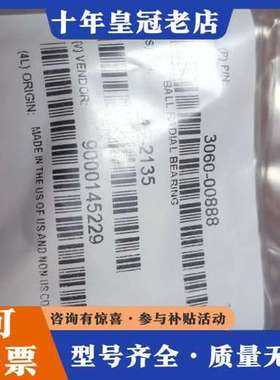 十年皇冠老店
(P) P/N
3060-00888
BALL, RADIAL BEARING
2135
(V) VENDOR:
9000145229
(4L) ORIGIN:
MADE IN THE US OF US AND NON US CO
咨询有惊喜·参与补贴活动
票
型号齐全·质量无忧